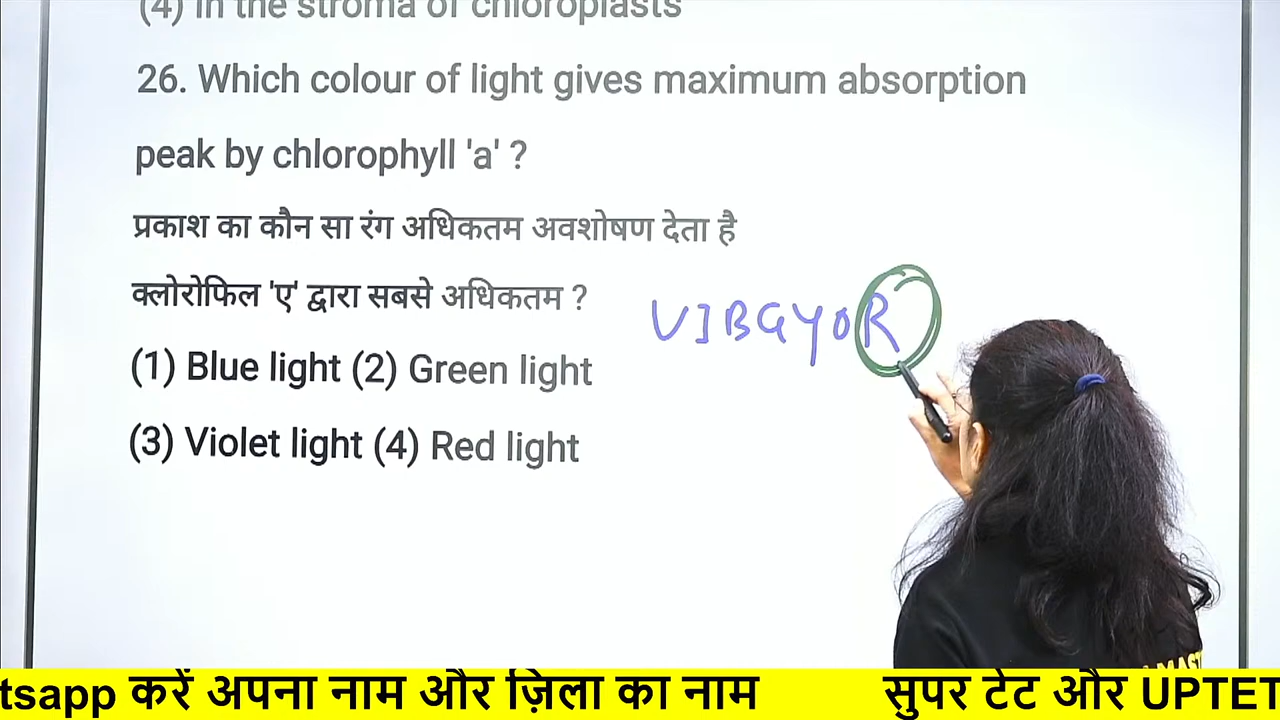 (4) In the stroma of chloroplasts
26. Which colour of light gives maximum absorption
peak by chlorophyll 'a' ?
प्रकाश का कौन सा रंग अधिकतम अवशोषण देता है
क्लोरोफिल 'ए' द्वारा सबसे अधिकतम ?
VIBGYOR
(1) Blue light (2) Green light
(3) Violet light (4) Red light
MAST
tsapp करें अपना नाम और ज़िला का नाम सुपर टेट और UPTET